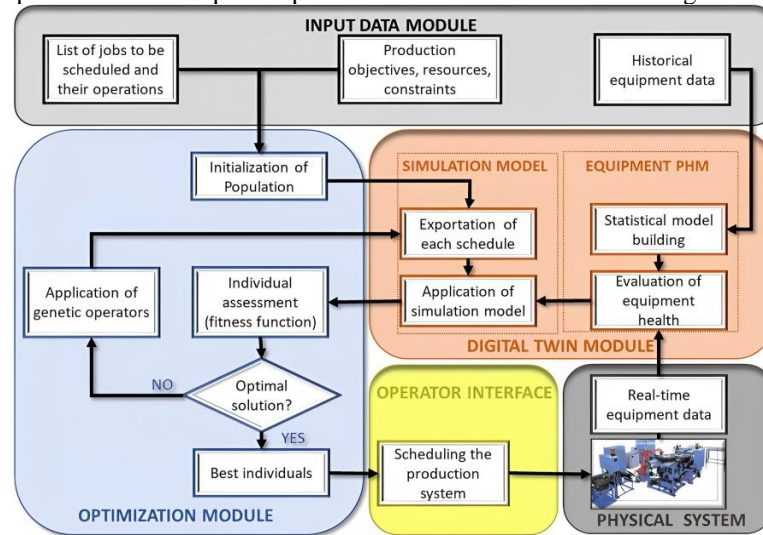 INPUT DATA MODULE
List of jobs to be
scheduled and
their operations
Production
objectives, resources,
constraints
Historical
equipment data
Initialization of
Population
SIMULATION MODEL
EQUIPMENT PHM
Exportation of
each schedule
Statistical model
building
Application of
genetic operators
Individual
assessment
(fitness function)
Application of
simulation model
Evaluation of
equipment
health
DIGITAL TWIN MODULE
NO
Optimal
solution?
YES
OPERATOR INTERFACE
Real-time
equipment data
Best individuals
Scheduling the
production
system
OPTIMIZATION MODULE
PHYSICAL SYSTEM